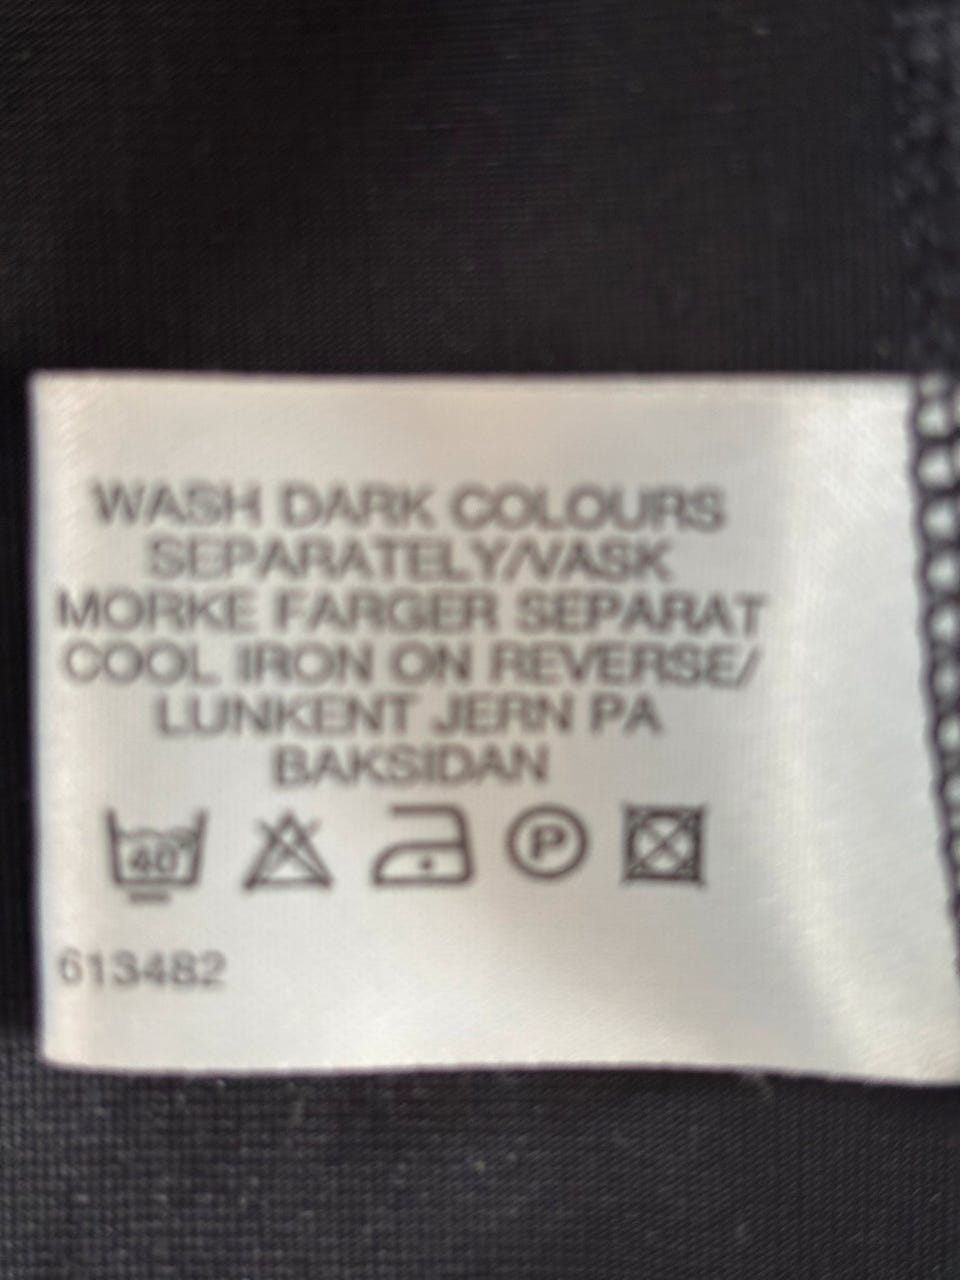 WASH DARK COLOURS
SEPARATELY/VASK
MORKE FARGER SEPARAT
COOL IRON ON REVERSE/
LUNKENT JERN PA
BAKSIDAN
40 P
613482